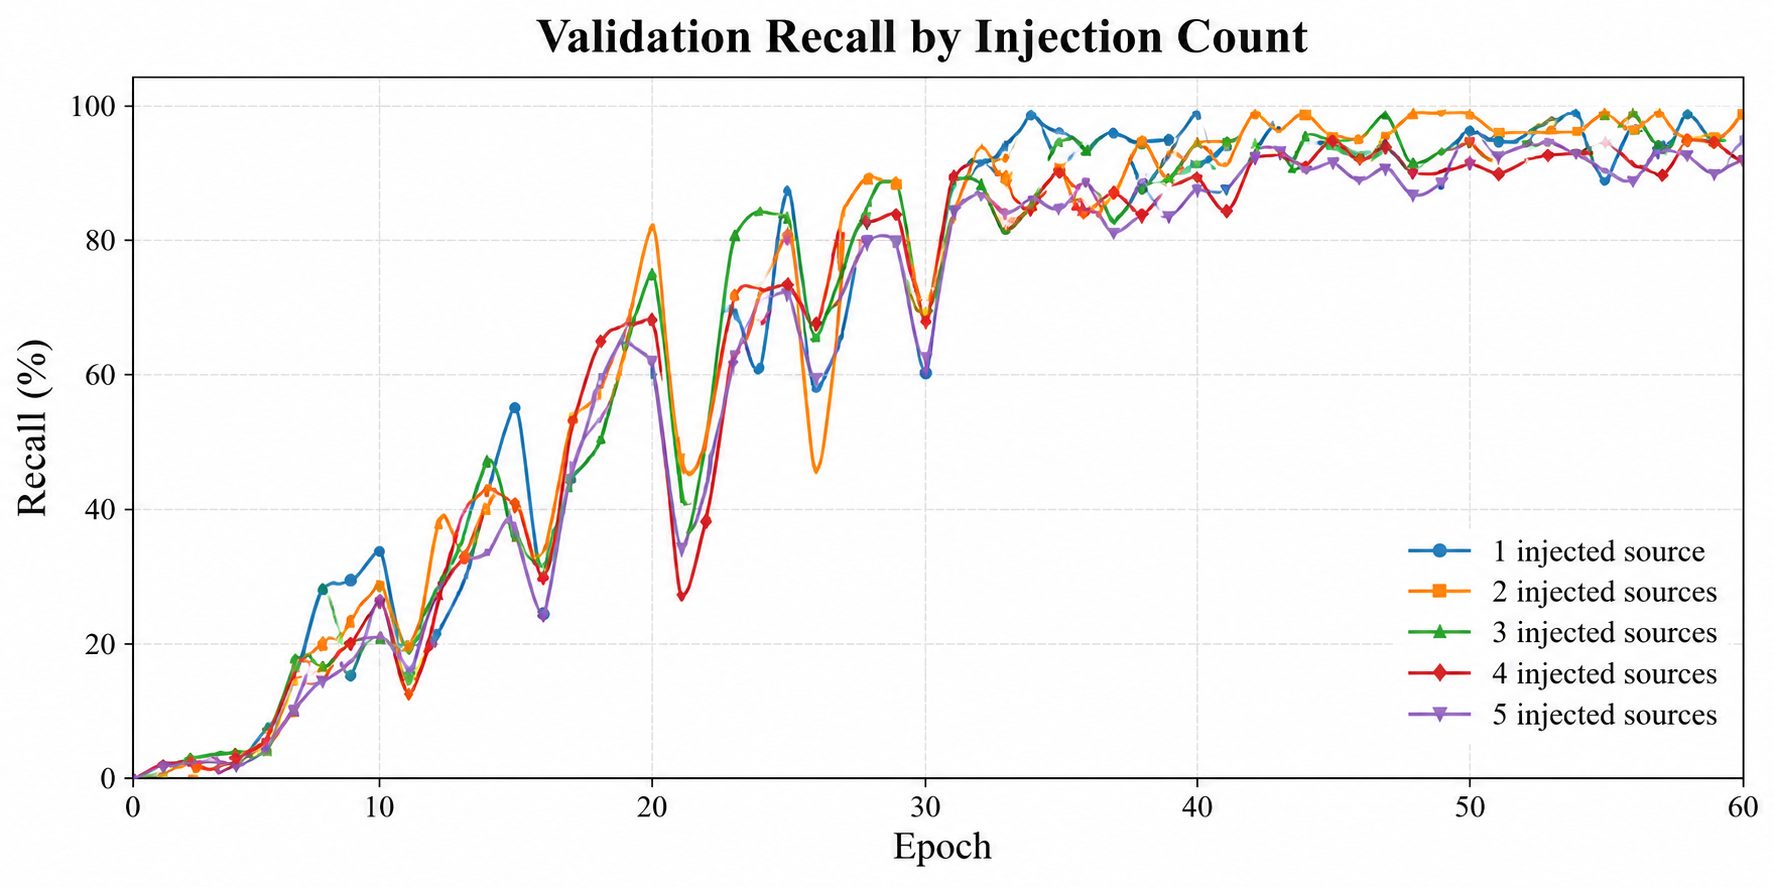 Validation Recall by Injection Count
Recall (%)
100
80
60
40
20
0
1 injected source
2 injected sources
3 injected sources
4 injected sources
5 injected sources
0 10 20 30 40 50 60
Epoch